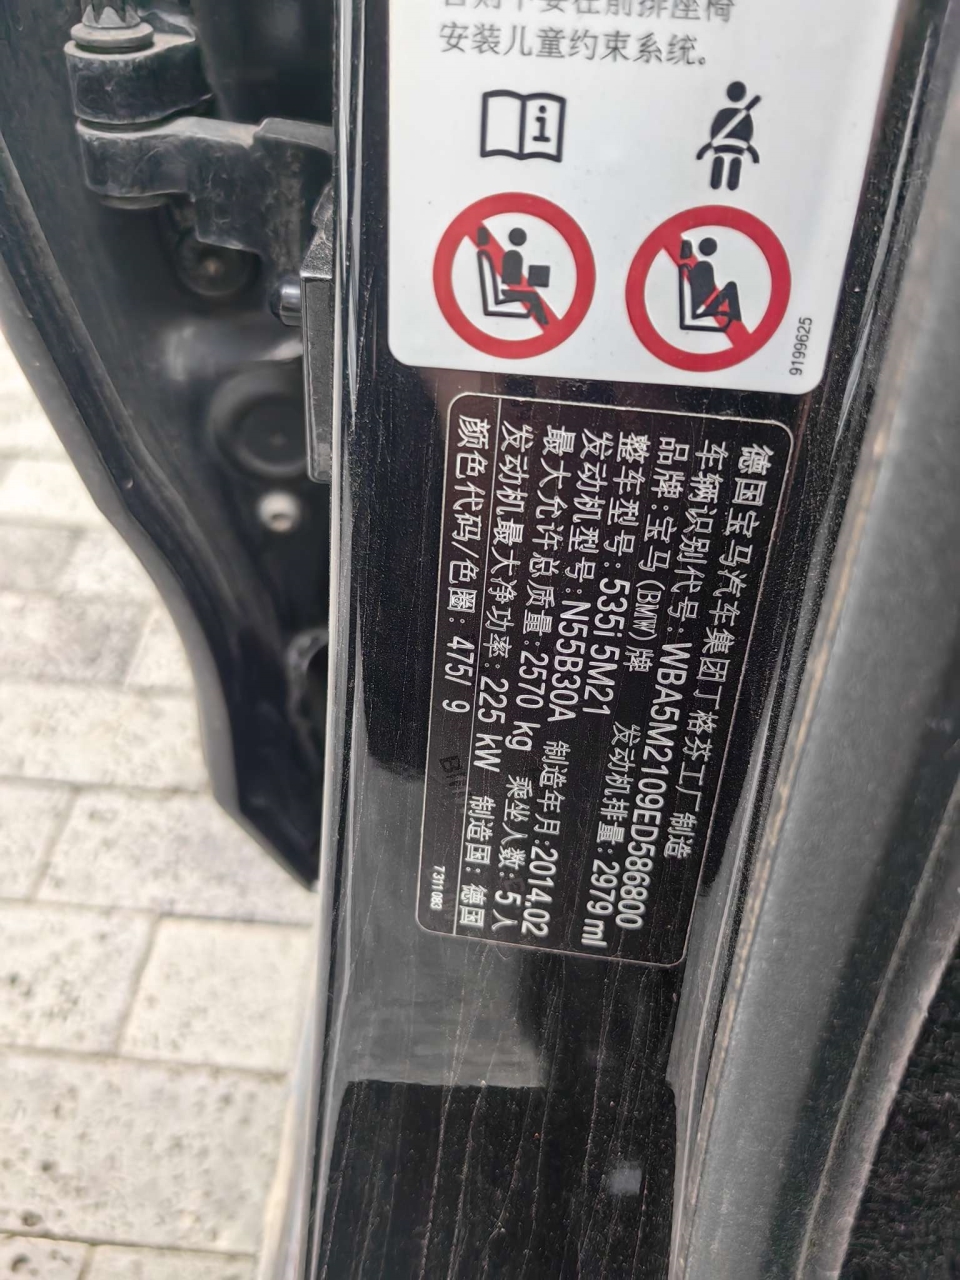 安装儿童约束系统。
9199625
德国宝马汽车集团丁格芬工厂制造
车辆识别代号:WBA5M2109ED586800
品牌:宝马(BMW)牌 发动机排量:2979 ml
整车型号:535i 5M21
发动机型号:N55B30A 制造年月:2014.02
最大允许总质量:2570 kg 乘坐人数:5人
发动机最大净功率:225 kW 制造国:德国
颜色代码/色圈:475/ 9
7 311 083